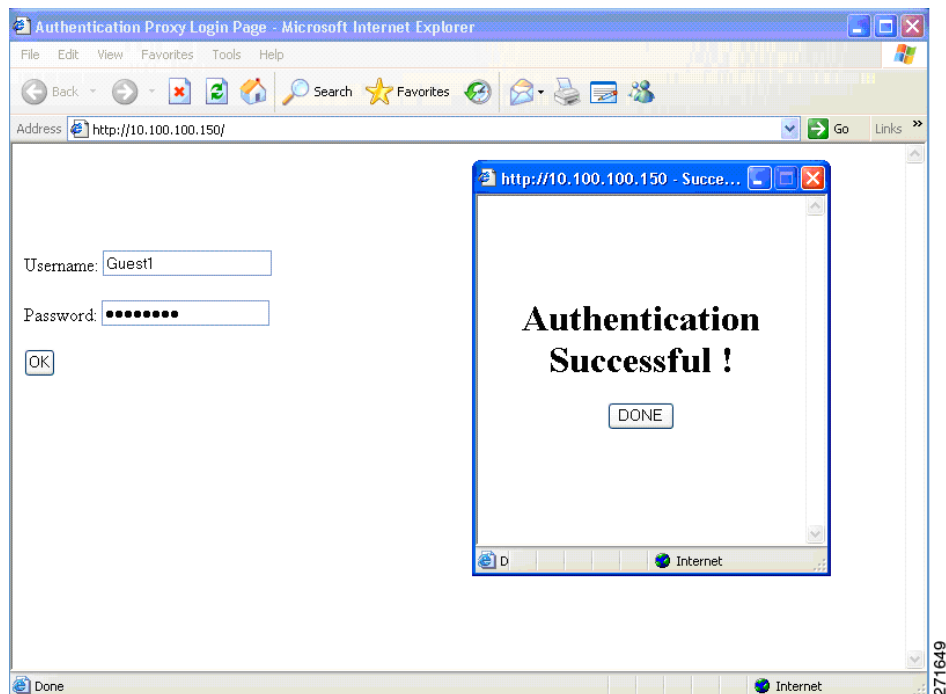 Authentication Proxy Login Page - Microsoft Internet Explorer
File Edit View Favorites Tools Help
Back Search Favorites
Address http://10.100.100.150/ Go Links »
http://10.100.100.150 - Succe...
Username: Guest1
Password: ••••••••
OK
Authentication
Successful !
DONE
D Internet
Done Internet
271649